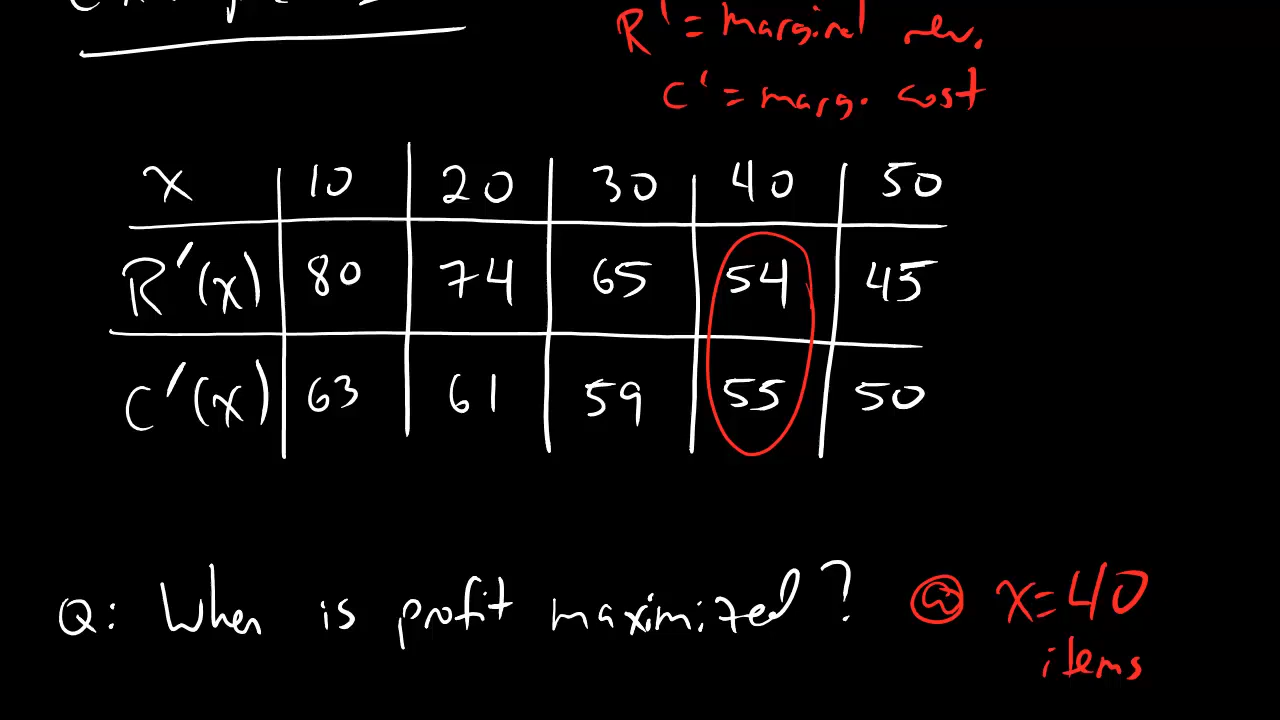 R' = marginal rev.
C' = marg. cost
x 10 20 30 40 50
R'(x) 80 74 65 54 45
C'(x) 63 61 59 55 50
Q: When is profit maximized? @ x=40
items